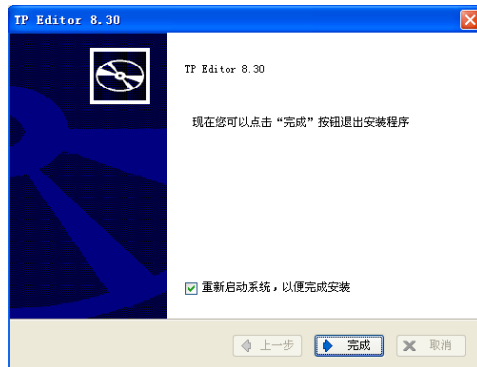 TP Editor 8.30
TP Editor 8.30
现在您可以点击“完成”按钮退出安装程序
重新启动系统，以便完成安装
上一步 完成 取消